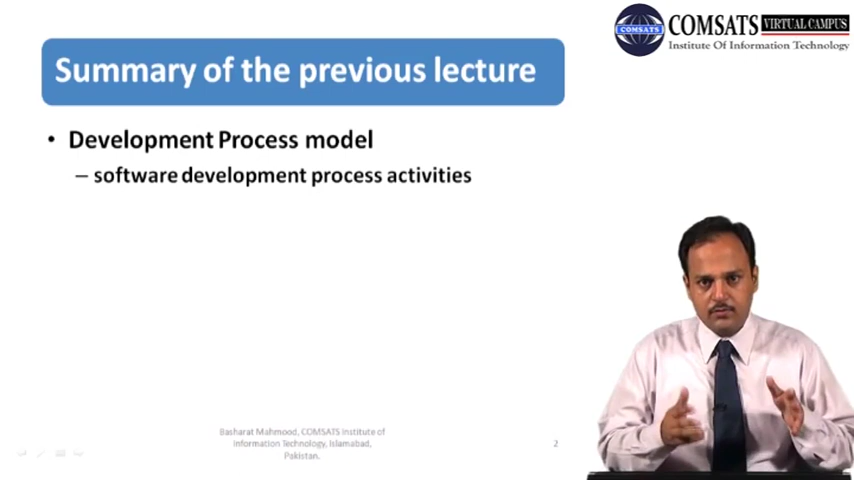 COMSATS VIRTUAL CAMPUS
COMSATS
Institute Of Information Technology
Summary of the previous lecture
• Development Process model
– software development process activities
Basharat Mahmood, COMSATS Institute of
Information Technology, Islamabad,
Pakistan.
2